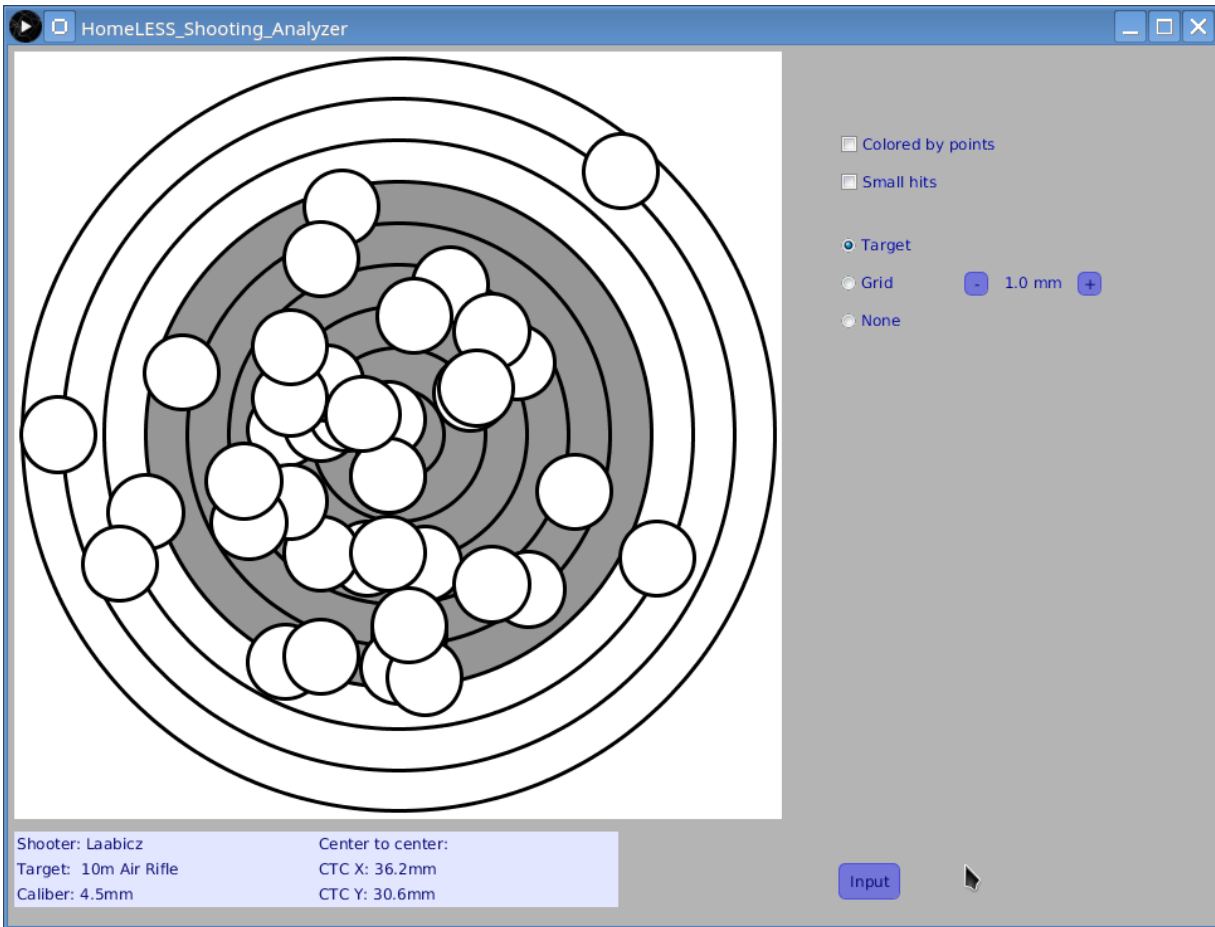 HomeLESS_Shooting_Analyzer
Colored by points
Small hits
Target
Grid - 1.0 mm +
None
Shooter: Laabicz Center to center:
Target: 10m Air Rifle CTC X: 36.2mm
Caliber: 4.5mm CTC Y: 30.6mm
Input